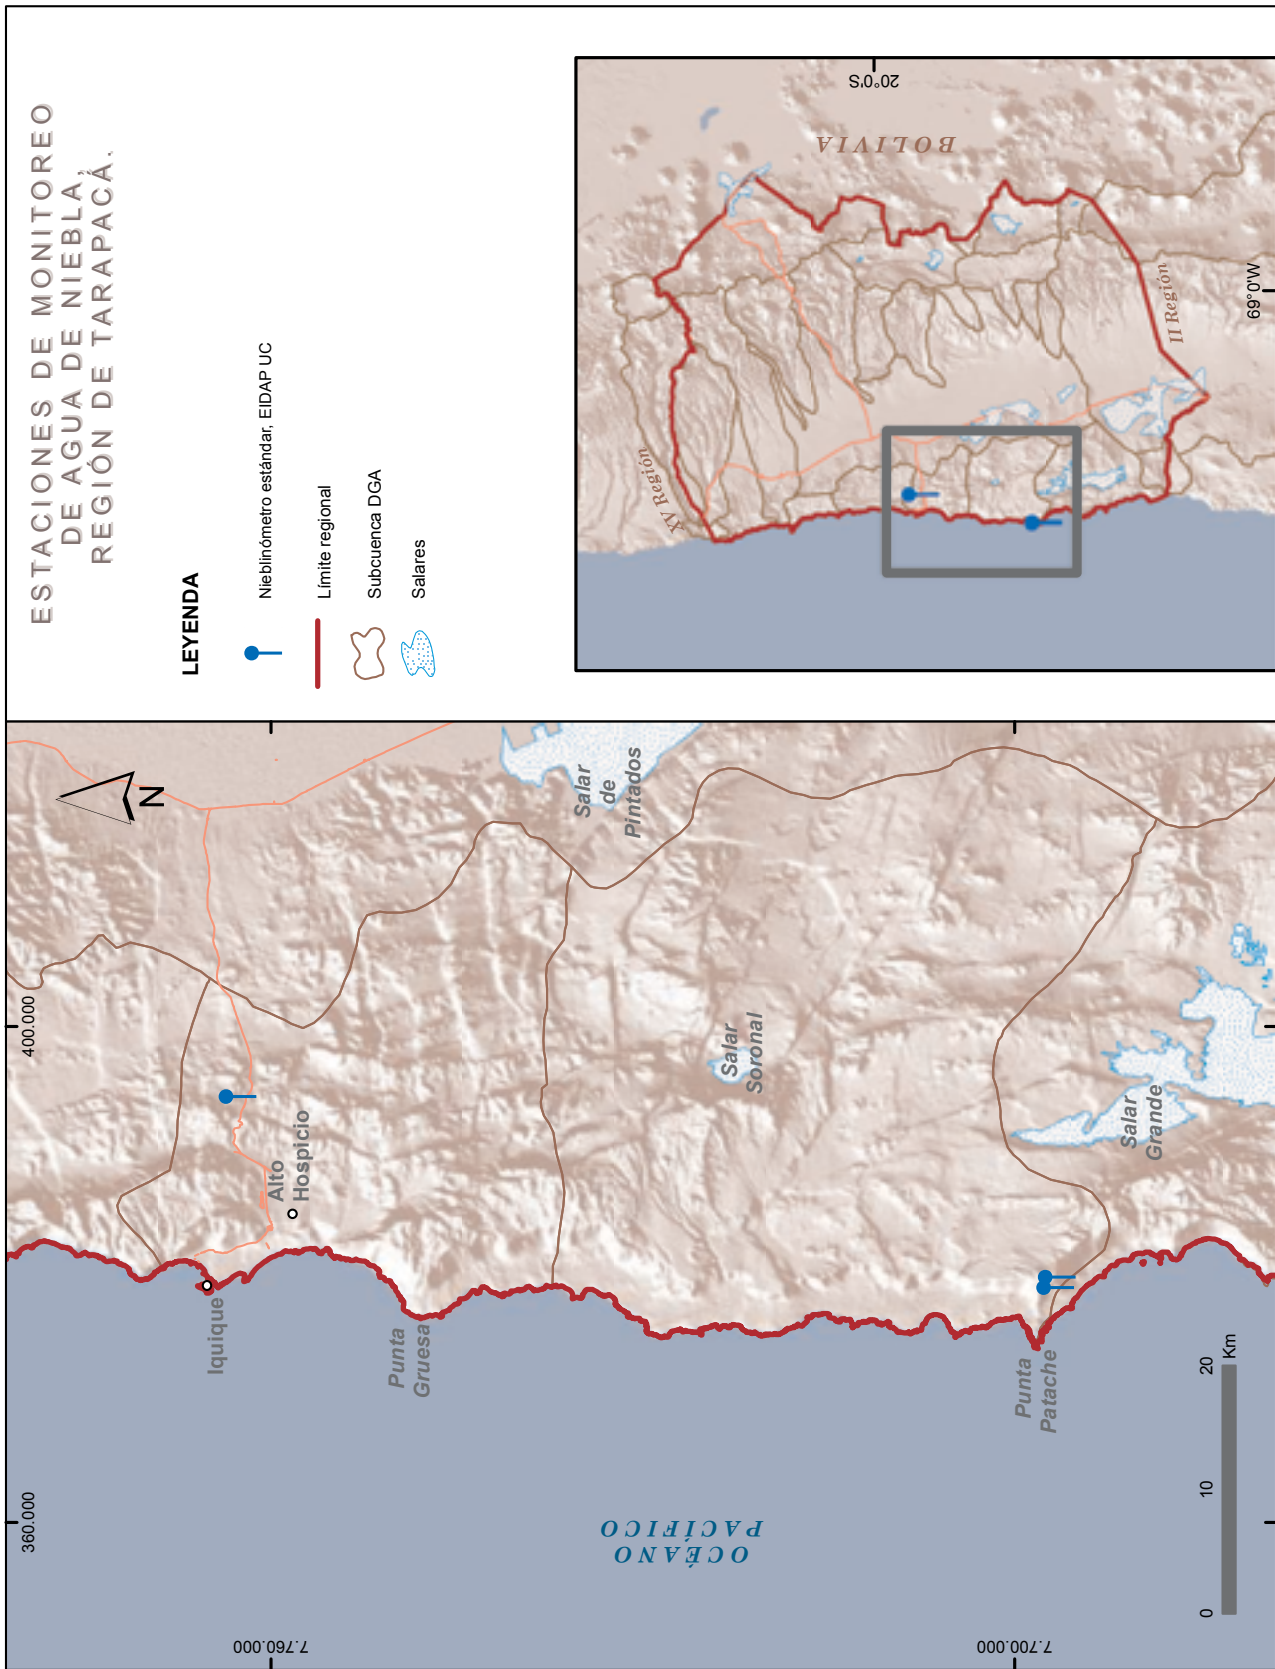 ESTACIONES DE MONITOREO
DE AGUA DE NIEBLA,
REGIÓN DE TARAPACÁ.
LEYENDA
Nieblinómetro estándar, EIDAP UC
Límite regional
Subcuenca DGA
Salares
20°0'S
69°0'W
BOLIVIA
XV Región
II Región
N
400.000
360.000
7.760.000
7.700.000
Iquique
Alto
Hospicio
Punta
Gruesa
Salar
de
Pintados
Salar
Soronal
Salar
Grande
Punta
Patache
OCÉANO
PACÍFICO
0 10 20
Km